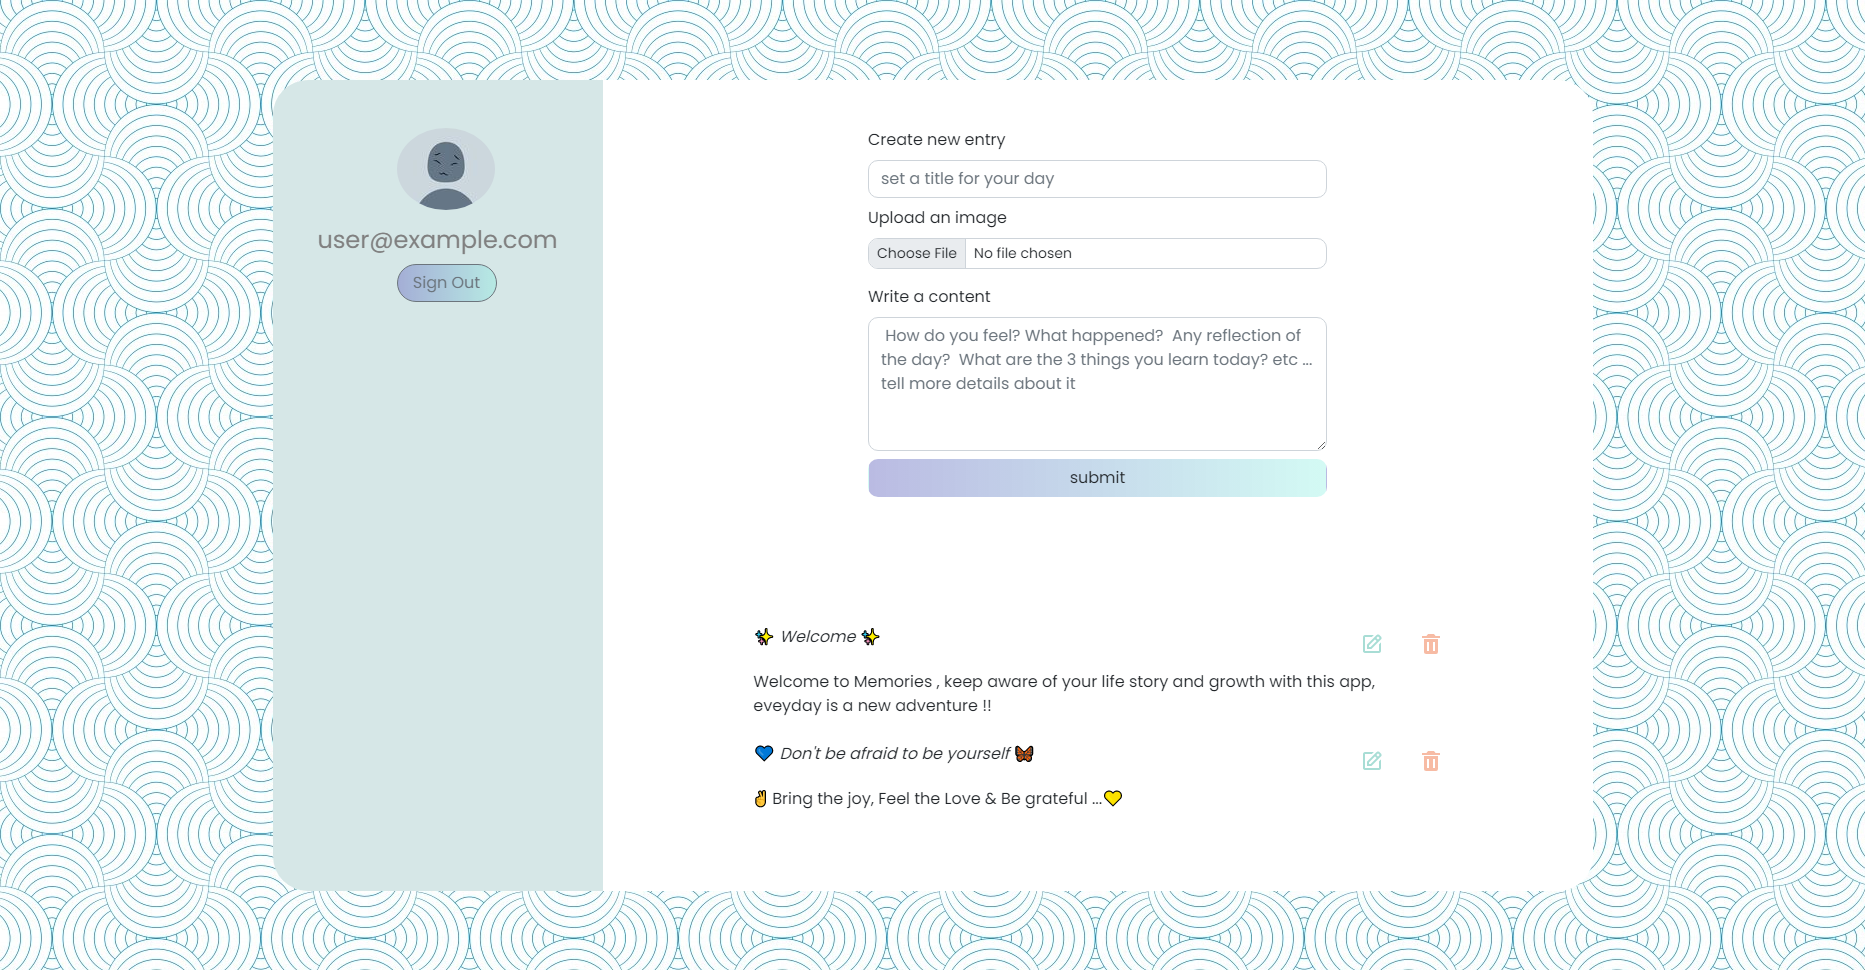 user@example.com
Sign Out
Create new entry
set a title for your day
Upload an image
Choose File No file chosen
Write a content
How do you feel? What happened?  Any reflection of
the day?  What are the 3 things you learn today? etc ...
tell more details about it
submit
✨ Welcome ✨
Welcome to Memories , keep aware of your life story and growth with this app,
eveyday is a new adventure !!
💙 Don't be afraid to be yourself 🦋
✌Bring the joy, Feel the Love & Be grateful ...💛